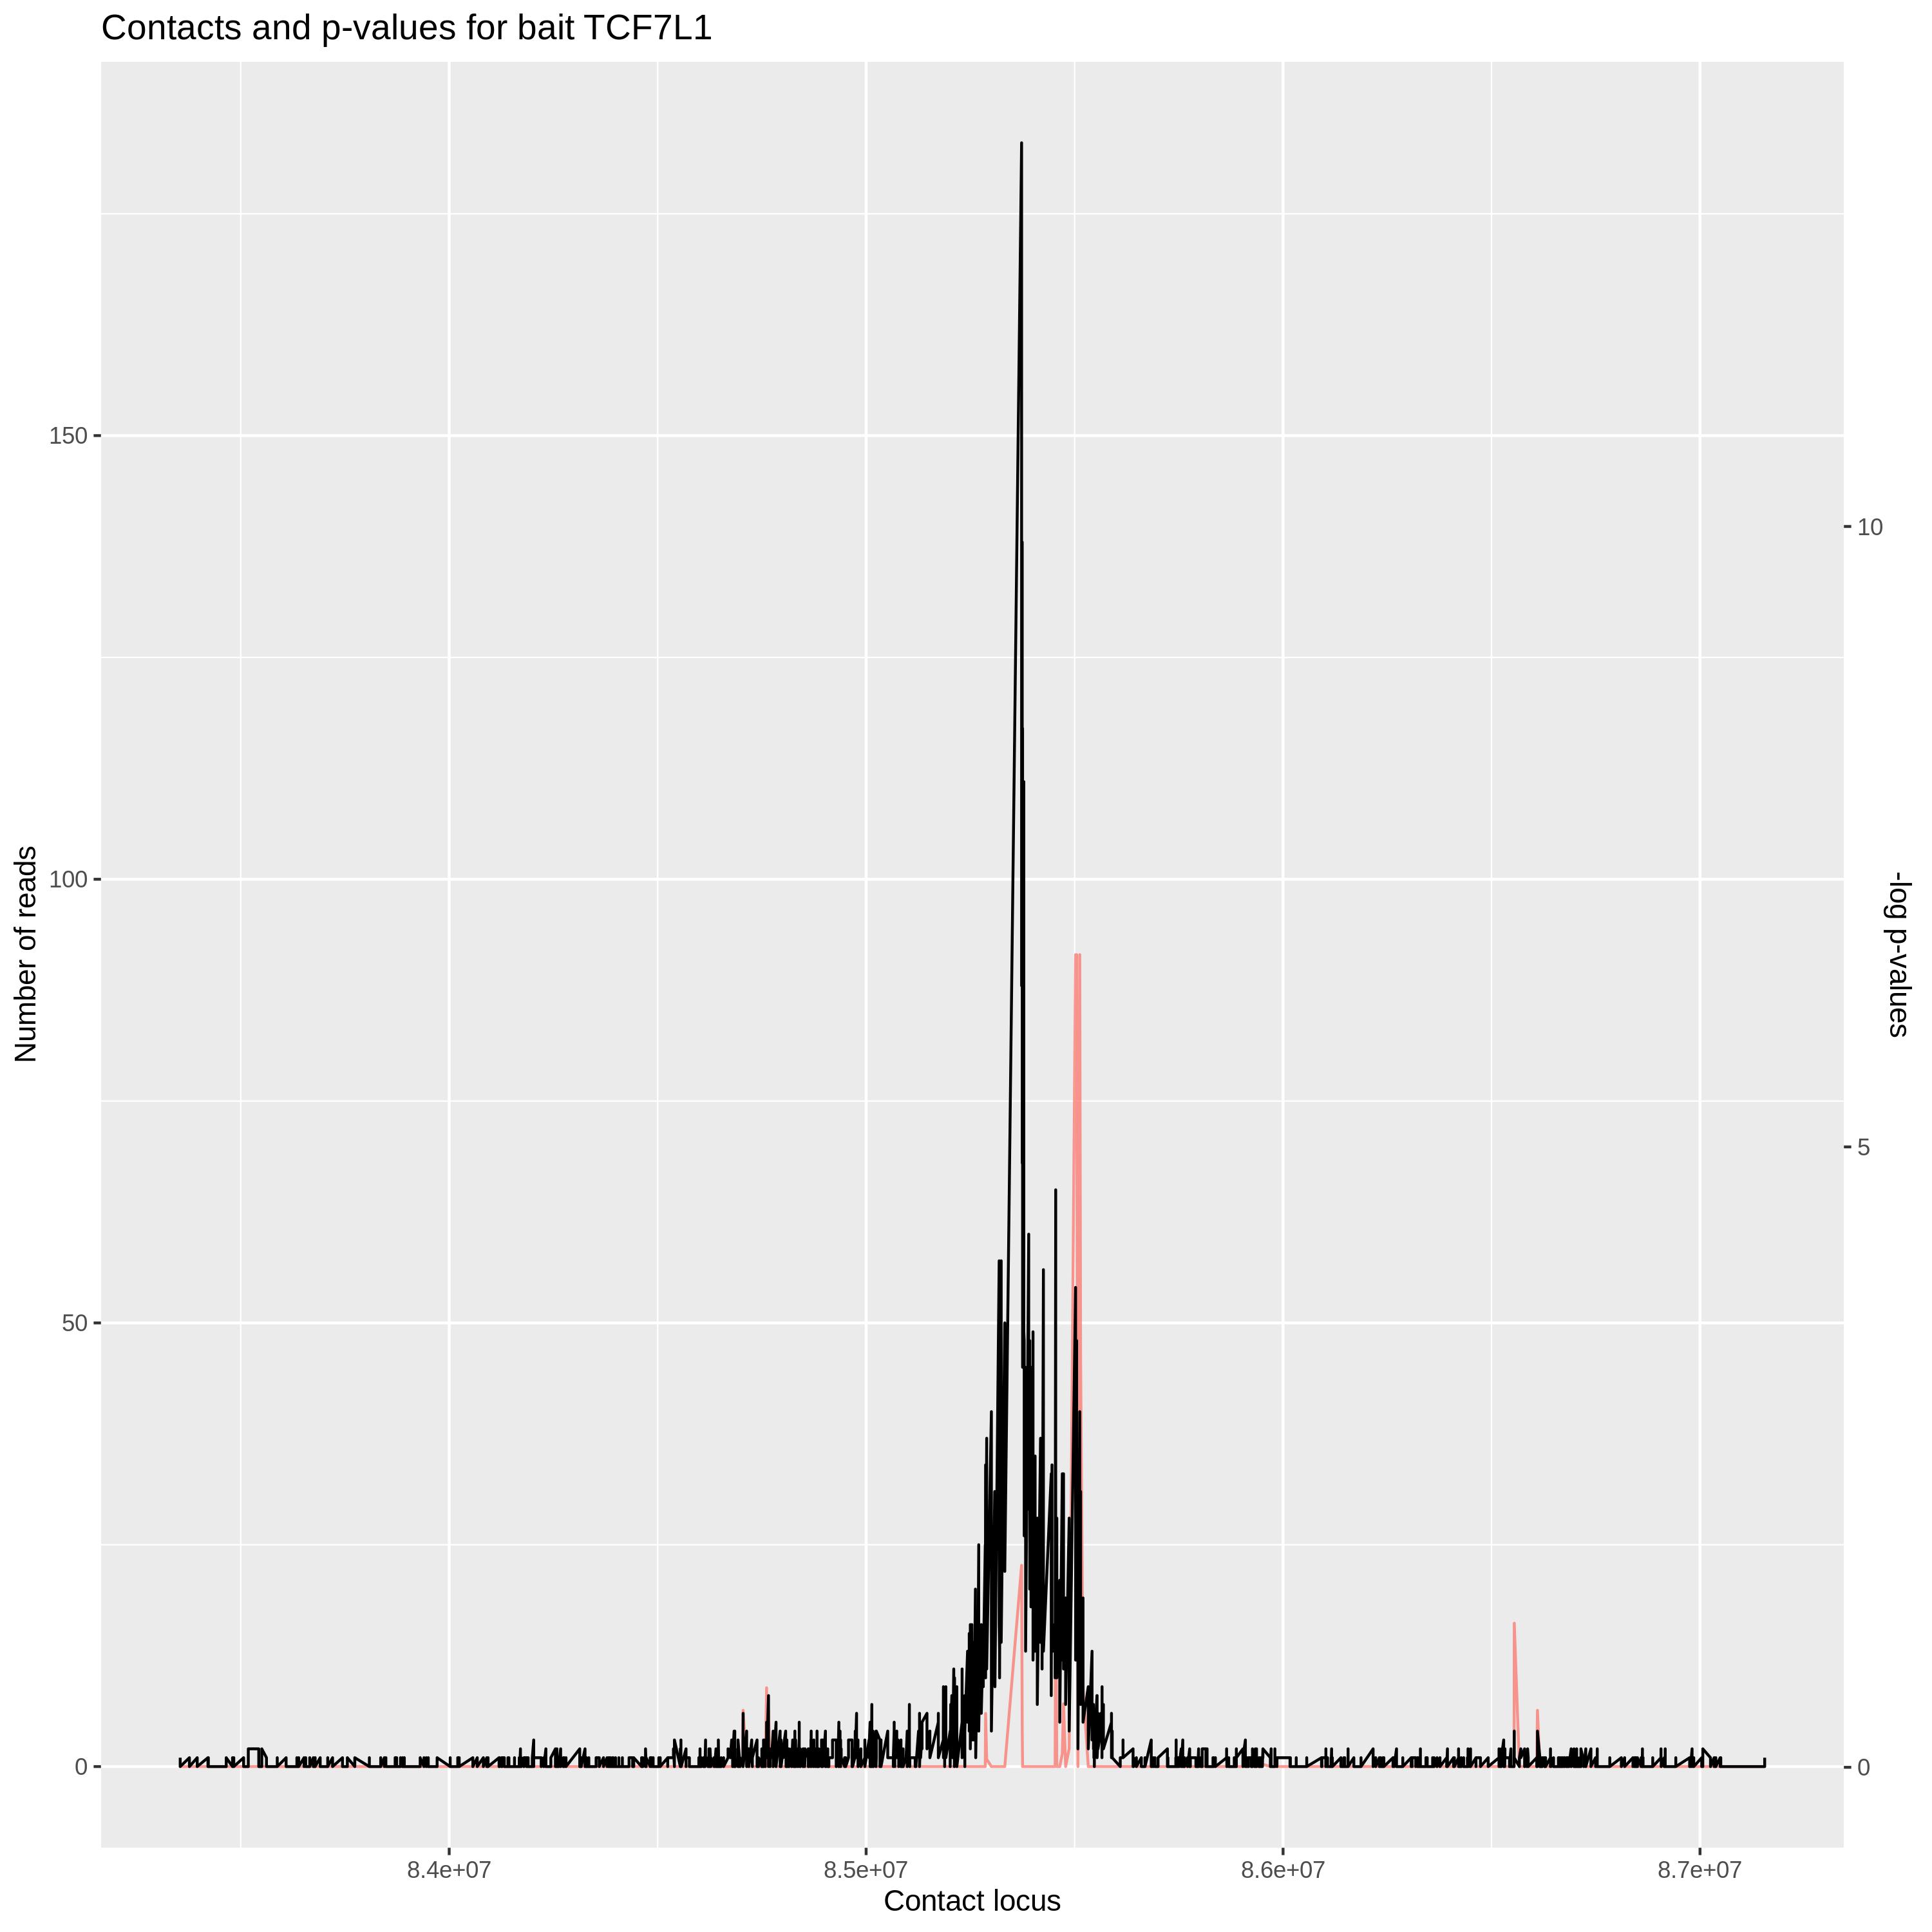 Contacts and p-values for bait TCF7L1
Number of reads
150
100
50
0
10
5
0
-log p-values
8.4e+07
8.5e+07
8.6e+07
8.7e+07
Contact locus